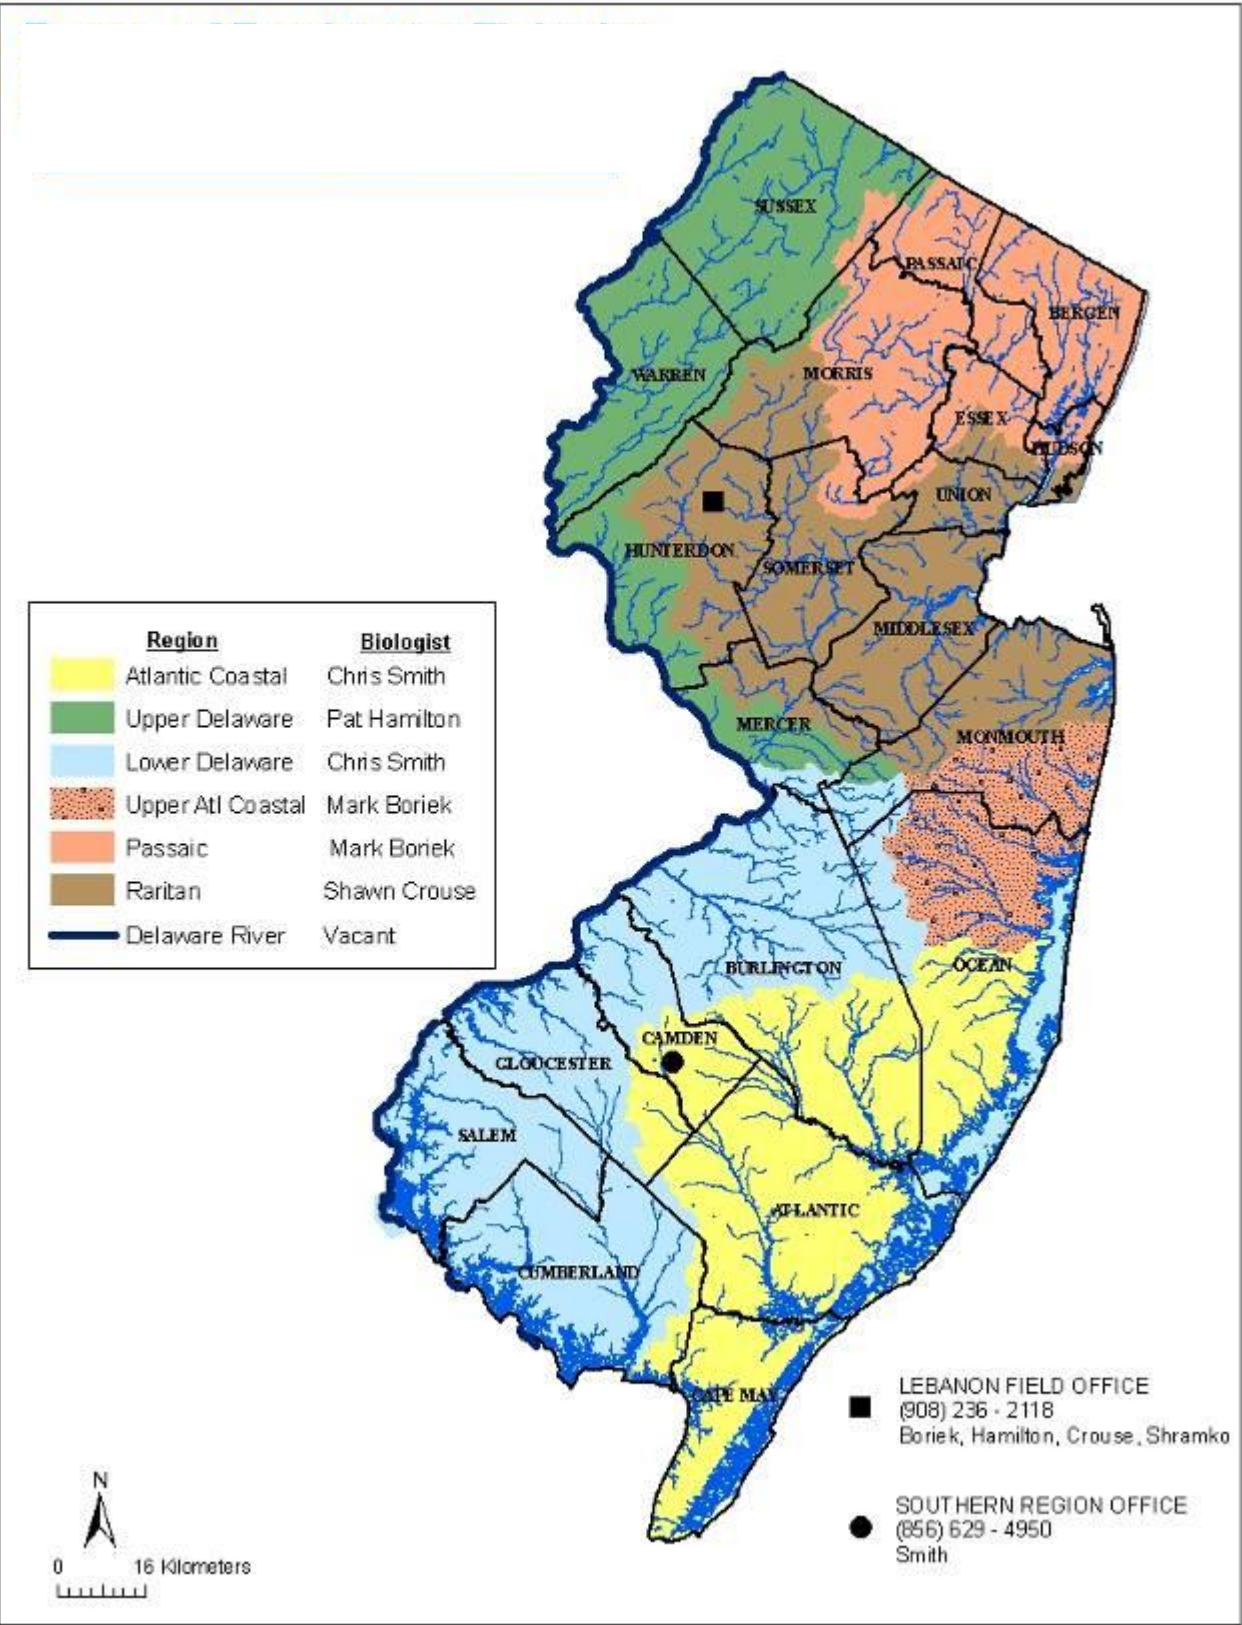 SUSSEX
PASSAIC
BERGEN
WARREN
MORRIS
ESSEX
HUDSON
UNION
HUNTERDON
SOMERSET
MIDDLESEX
MERCER
MONMOUTH
Region Biologist
Atlantic Coastal Chris Smith
Upper Delaware Pat Hamilton
Lower Delaware Chris Smith
Upper Atl Coastal Mark Boriek
Passaic Mark Boriek
Raritan Shawn Crouse
Delaware River Vacant
BURLINGTON
OCEAN
CAMDEN
GLOUCESTER
SALEM
ATLANTIC
CUMBERLAND
CAPE MAY
LEBANON FIELD OFFICE
(908) 236 - 2118
Boriek, Hamilton, Crouse, Shramko
SOUTHERN REGION OFFICE
(856) 629 - 4950
Smith
N
0 16 Kilometers